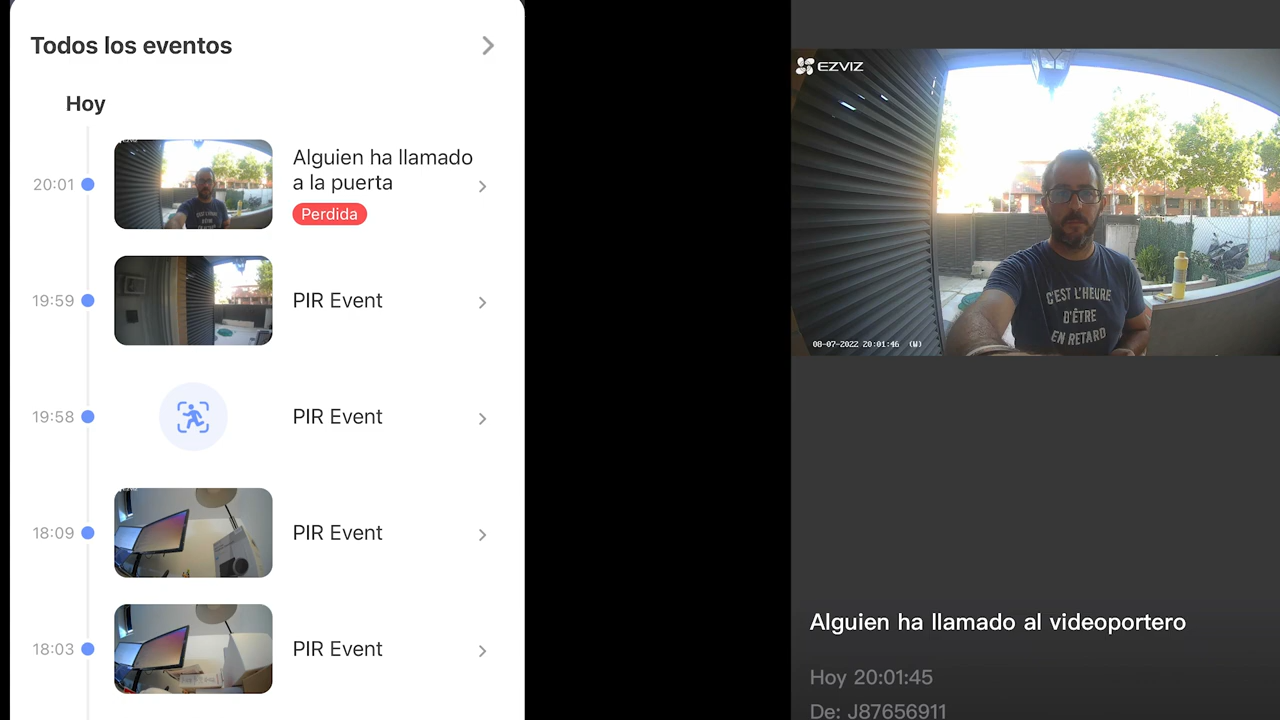 Todos los eventos
Hoy
20:01
Alguien ha llamado
a la puerta
Perdida
19:59
PIR Event
19:58
PIR Event
18:09
PIR Event
18:03
PIR Event
EZVIZ
C'EST L'HEURE
D'ÊTRE
EN RETARD
08-07-2022 20:01:46 (W)
Alguien ha llamado al videoportero
Hoy 20:01:45
De: J87656911